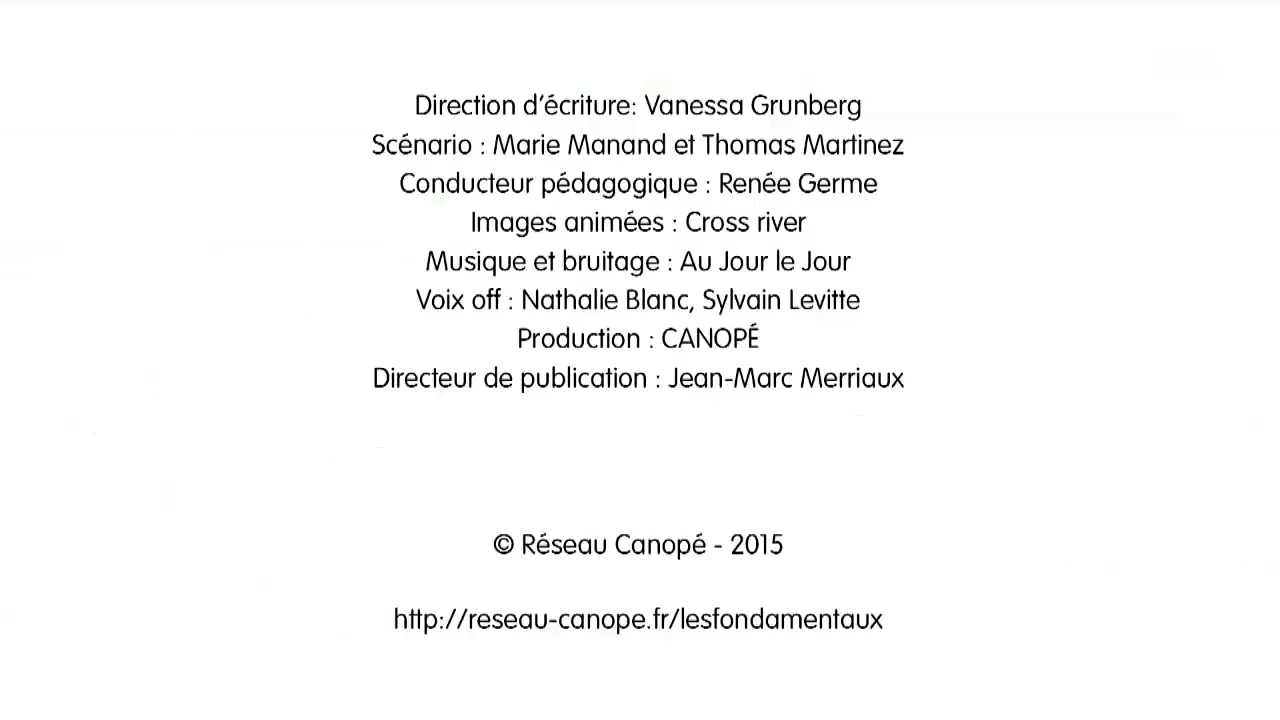 Direction d'écriture: Vanessa Grunberg
Scénario : Marie Manand et Thomas Martinez
Conducteur pédagogique : Renée Germe
Images animées : Cross river
Musique et bruitage : Au Jour le Jour
Voix off : Nathalie Blanc, Sylvain Levitte
Production : CANOPÉ
Directeur de publication : Jean-Marc Merriaux
© Réseau Canopé - 2015
http://reseau-canope.fr/lesfondamentaux